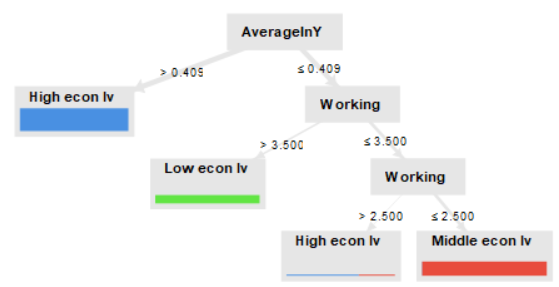 AverageInY
> 0.409
≤ 0.409
High econ lv
Working
> 3.500
≤ 3.500
Low econ lv
Working
> 2.500
≤ 2.500
High econ lv
Middle econ lv